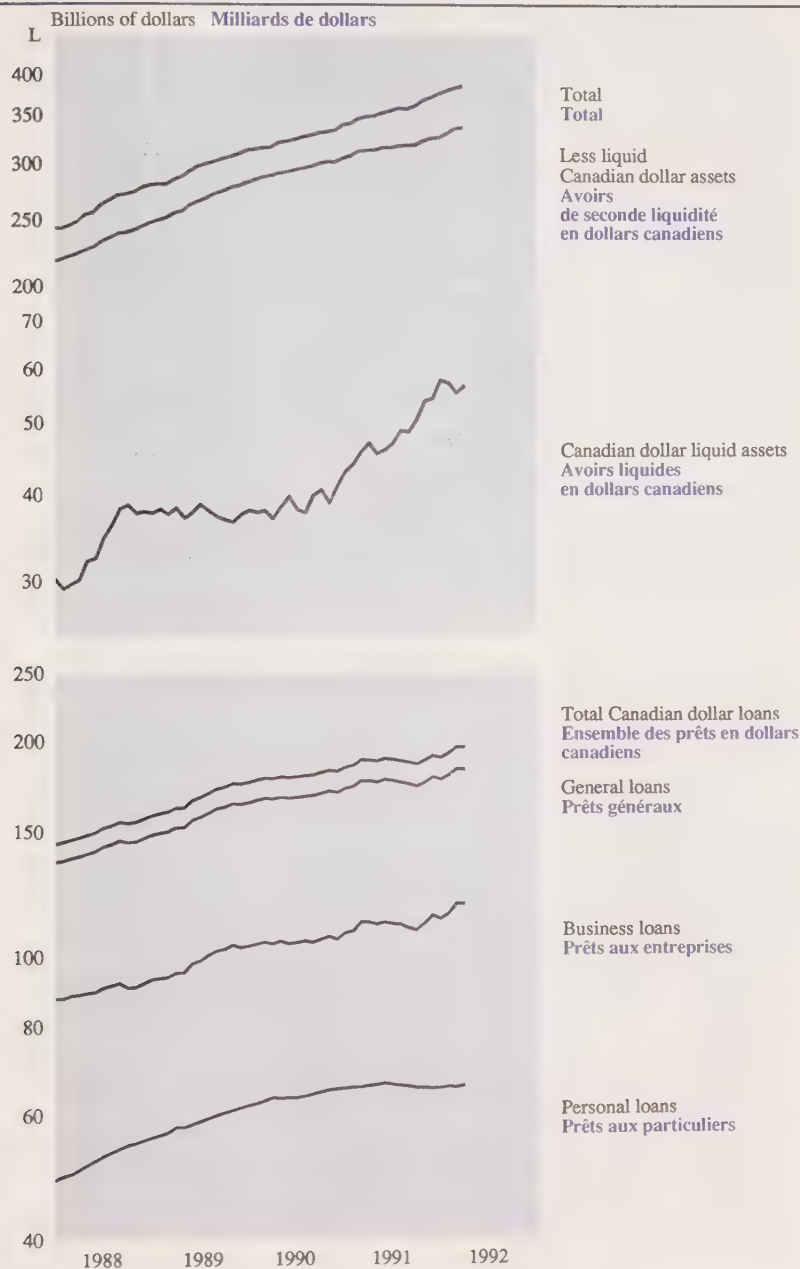 Billions of dollars Milliards de dollars
L
400
350
300
250
200
70
60
50
40
30
Total
Total
Less liquid
Canadian dollar assets
Avoirs
de seconde liquidité
en dollars canadiens
Canadian dollar liquid assets
Avoirs liquides
en dollars canadiens
250
200
150
100
80
60
40
Total Canadian dollar loans
Ensemble des prêts en dollars
canadiens
General loans
Prêts généraux
Business loans
Prêts aux entreprises
Personal loans
Prêts aux particuliers
1988 1989 1990 1991 1992